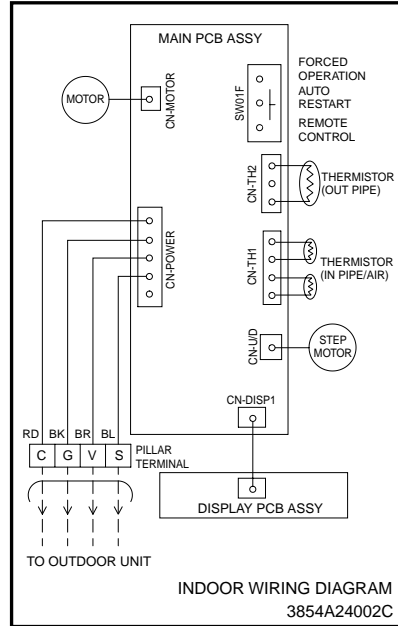 MAIN PCB ASSY
MOTOR
CN-MOTOR
SW01F
FORCED
OPERATION
AUTO
RESTART
REMOTE
CONTROL
CN-TH2
THERMISTOR
(OUT PIPE)
CN-POWER
CN-TH1
THERMISTOR
(IN PIPE/AIR)
CN-U/D
STEP
MOTOR
CN-DISP1
RD BK BR BL
C G V S
PILLAR
TERMINAL
DISPLAY PCB ASSY
TO OUTDOOR UNIT
INDOOR WIRING DIAGRAM
3854A24002C